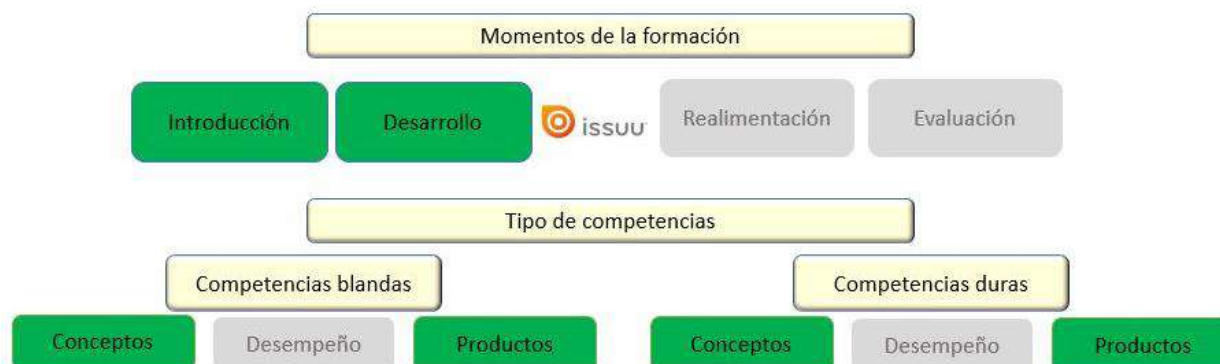 Momentos de la formación
Introducción
Desarrollo
issuu
Realimentación
Evaluación
Tipo de competencias
Competencias blandas
Competencias duras
Conceptos
Desempeño
Productos
Conceptos
Desempeño
Productos